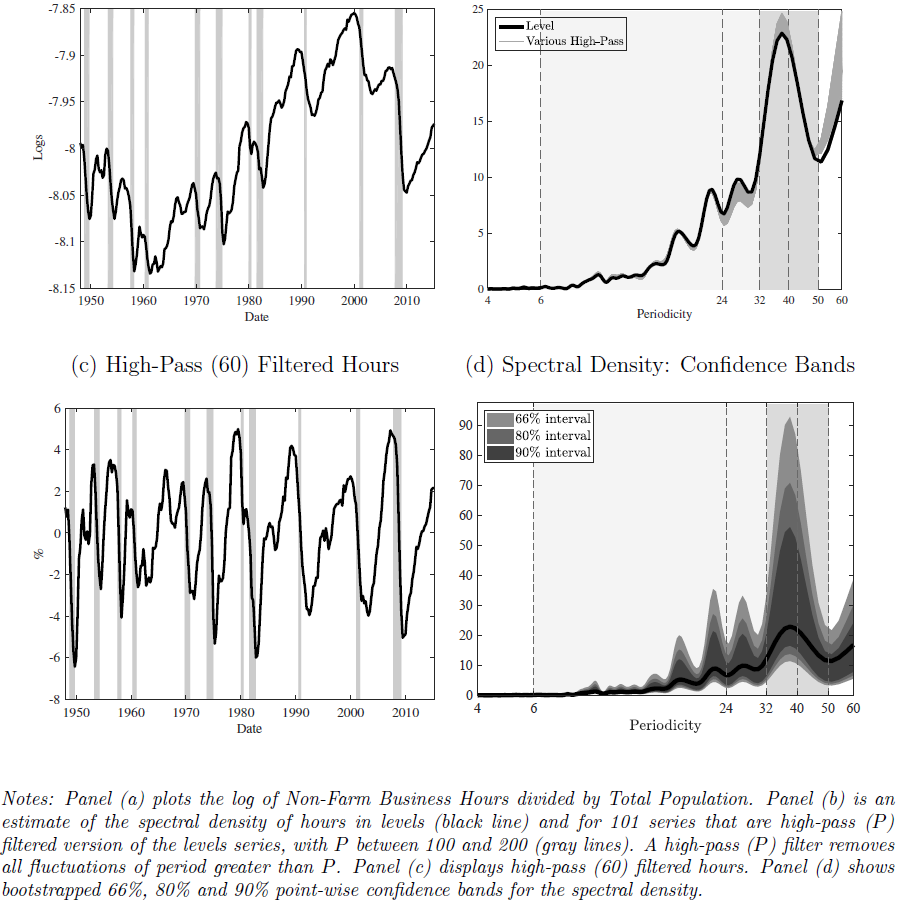 -7.85
-7.9
-7.95
-8
-8.05
-8.1
-8.15
Logs
1950 1960 1970 1980 1990 2000 2010
Date
25
20
15
10
5
0
Level
Various High-Pass
4 6 24 32 40 50 60
Periodicity
(c) High-Pass (60) Filtered Hours
(d) Spectral Density: Confidence Bands
6
4
2
0
-2
-4
-6
-8
%
1950 1960 1970 1980 1990 2000 2010
Date
90
80
70
60
50
40
30
20
10
0
66% interval
80% interval
90% interval
4 6 24 32 40 50 60
Periodicity
Notes: Panel (a) plots the log of Non-Farm Business Hours divided by Total Population. Panel (b) is an
estimate of the spectral density of hours in levels (black line) and for 101 series that are high-pass (P)
filtered version of the levels series, with P between 100 and 200 (gray lines). A high-pass (P) filter removes
all fluctuations of period greater than P. Panel (c) displays high-pass (60) filtered hours. Panel (d) shows
bootstrapped 66%, 80% and 90% point-wise confidence bands for the spectral density.